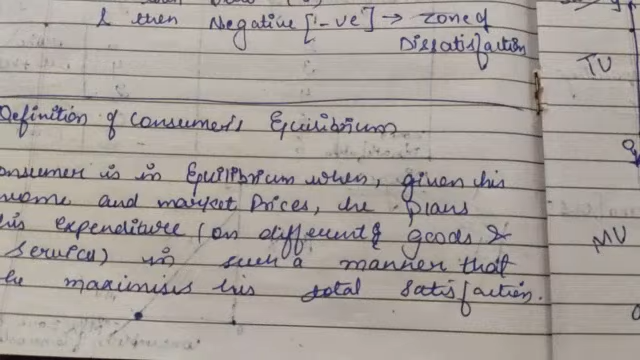 & then Negative ['-ve'] → zone of
Dissatisfaction
TU
Definition of consumer's Equilibrium
onsumer is in Equilibrium when, given his
ome and market Prices, he Plans
his expenditure (on different goods &
services) in such a manner that
he maximises his total satisfaction.
MU